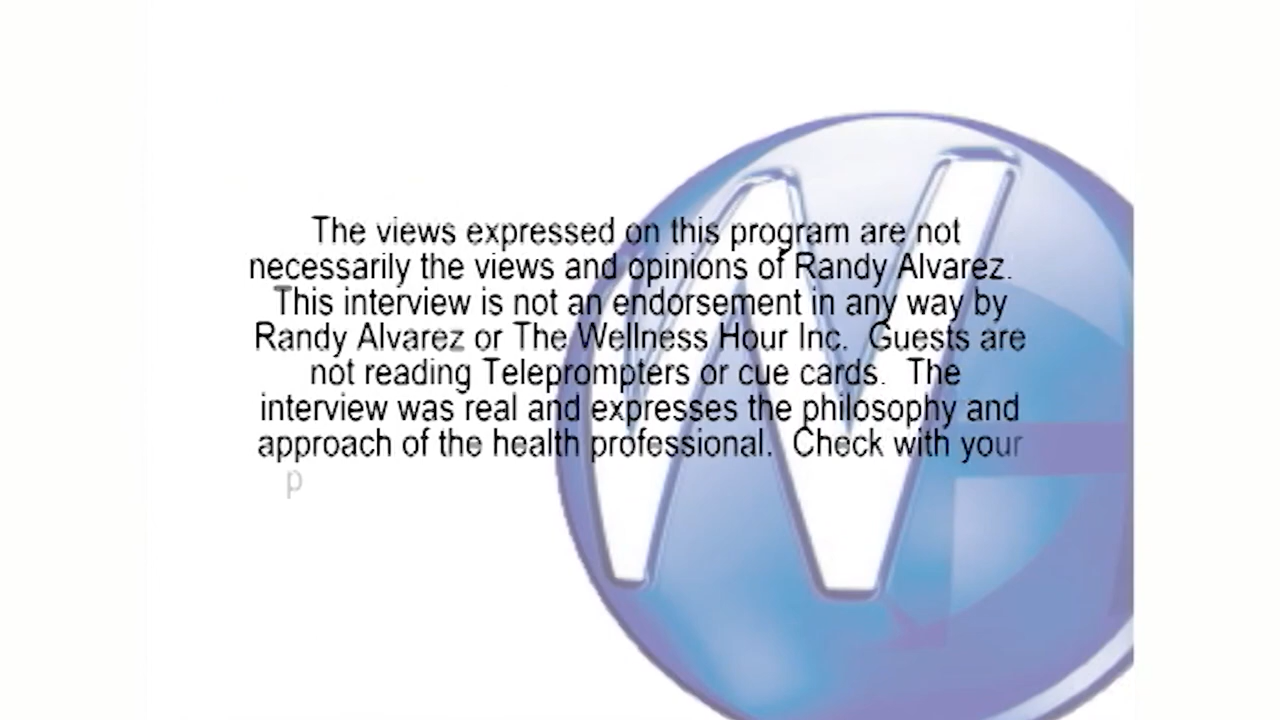 The views expressed on this program are not
necessarily the views and opinions of Randy Alvarez.
This interview is not an endorsement in any way by
Randy Alvarez or The Wellness Hour Inc.  Guests are
not reading Teleprompters or cue cards.  The
interview was real and expresses the philosophy and
approach of the health professional.  Check with your
p